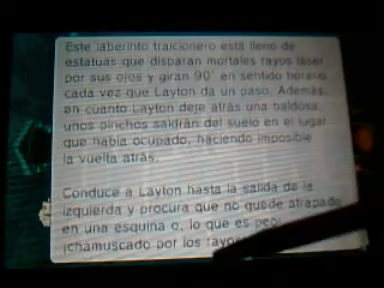 Este laberinto traicionero está lleno de
estatuas que disparan mortales rayos láser
por sus ojos y giran 90° en sentido horario
cada vez que Layton da un paso. Además,
en cuanto Layton deje atrás una baldosa,
unos pinchos saldrán del suelo en el lugar
que había ocupado, haciendo imposible
la vuelta atrás.
Conduce a Layton hasta la salida de la
izquierda y procura que no quede atrapado
en una esquina o, lo que es peor,
¡chamuscado por los rayos